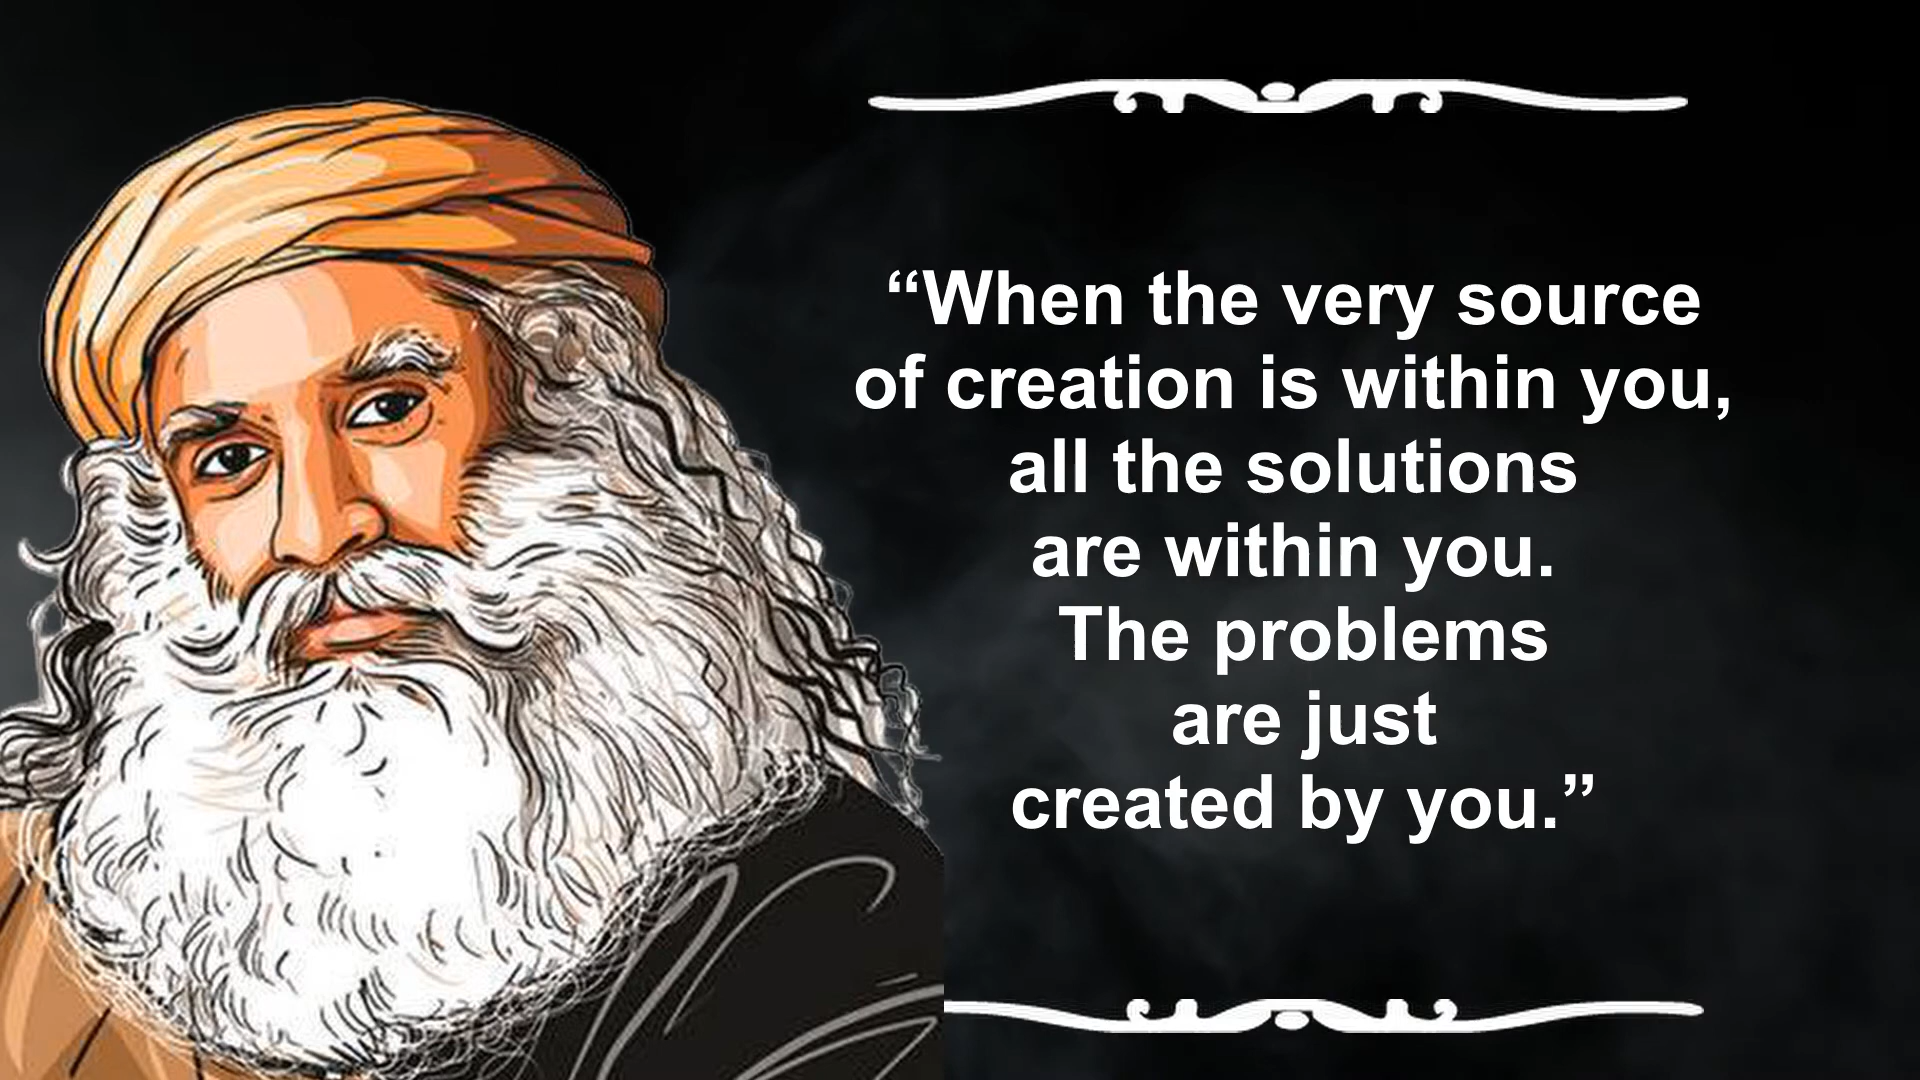 “When the very source
of creation is within you,
all the solutions
are within you.
The problems
are just
created by you.”